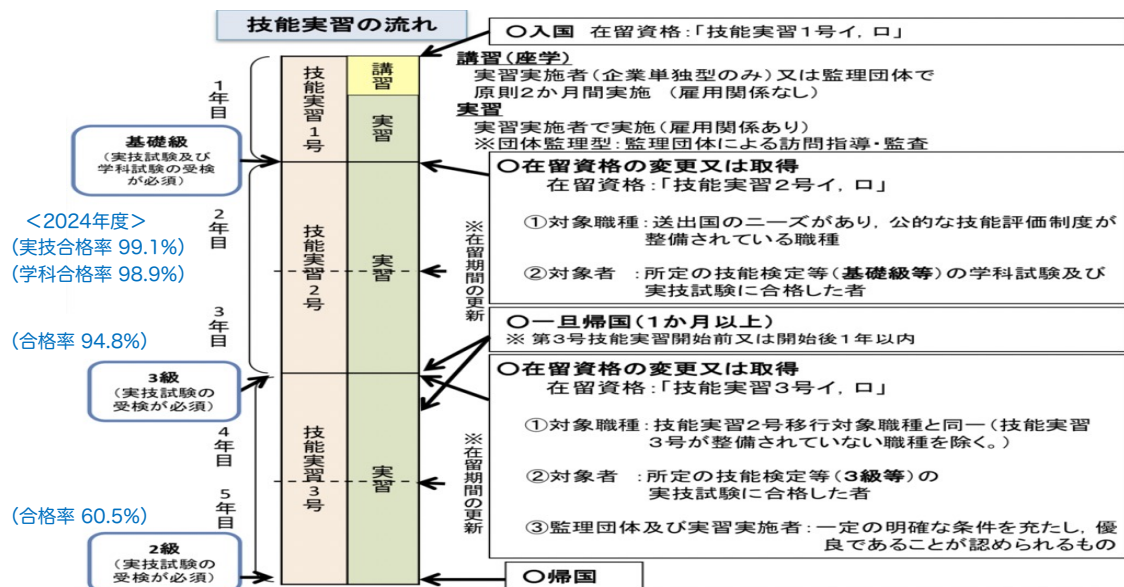 技能実習の流れ
〇入国 在留資格:「技能実習1号イ, ロ」
講習(座学)
実習実施者(企業単独型のみ)又は監理団体で
原則2か月間実施 (雇用関係なし)
実習
実習実施者で実施(雇用関係あり)
※団体監理型:監理団体による訪問指導・監査
1年目
技能実習1号
講習
実習
基礎級
(実技試験及び
学科試験の受検
が必須)
〇在留資格の変更又は取得
在留資格:「技能実習2号イ, ロ」
①対象職種:送出国のニーズがあり, 公的な技能評価制度が
整備されている職種
②対象者 :所定の技能検定等(基礎級等)の学科試験及び
実技試験に合格した者
<2024年度>
(実技合格率 99.1%)
(学科合格率 98.9%)
2年目
技能実習2号
実習
※在留期間の更新
3年目
(合格率 94.8%)
〇一旦帰国(1か月以上)
※ 第3号技能実習開始前又は開始後1年以内
3級
(実技試験の
受検が必須)
〇在留資格の変更又は取得
在留資格:「技能実習3号イ, ロ」
①対象職種:技能実習2号移行対象職種と同一(技能実習
3号が整備されていない職種を除く。)
②対象者 :所定の技能検定等(3級等)の
実技試験に合格した者
③監理団体及び実習実施者:一定の明確な条件を充たし, 優
良であることが認められるもの
4年目
技能実習3号
実習
※在留期間の更新
5年目
(合格率 60.5%)
2級
(実技試験の
受検が必須)
〇帰国